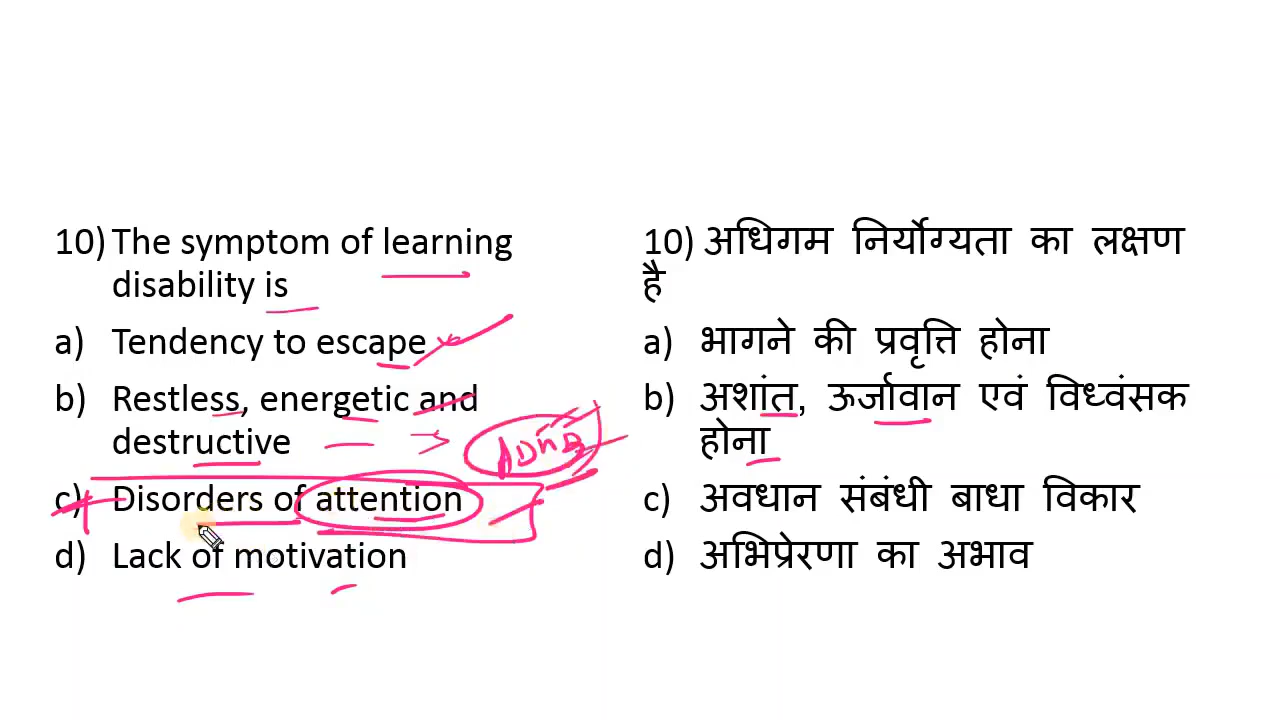 10) The symptom of learning
disability is
a) Tendency to escape
b) Restless, energetic and
destructive
ADHD
c) Disorders of attention
d) Lack of motivation
10) अधिगम निर्योग्यता का लक्षण
है
a) भागने की प्रवृत्ति होना
b) अशांत, ऊर्जावान एवं विध्वंसक
होना
c) अवधान संबंधी बाधा विकार
d) अभिप्रेरणा का अभाव